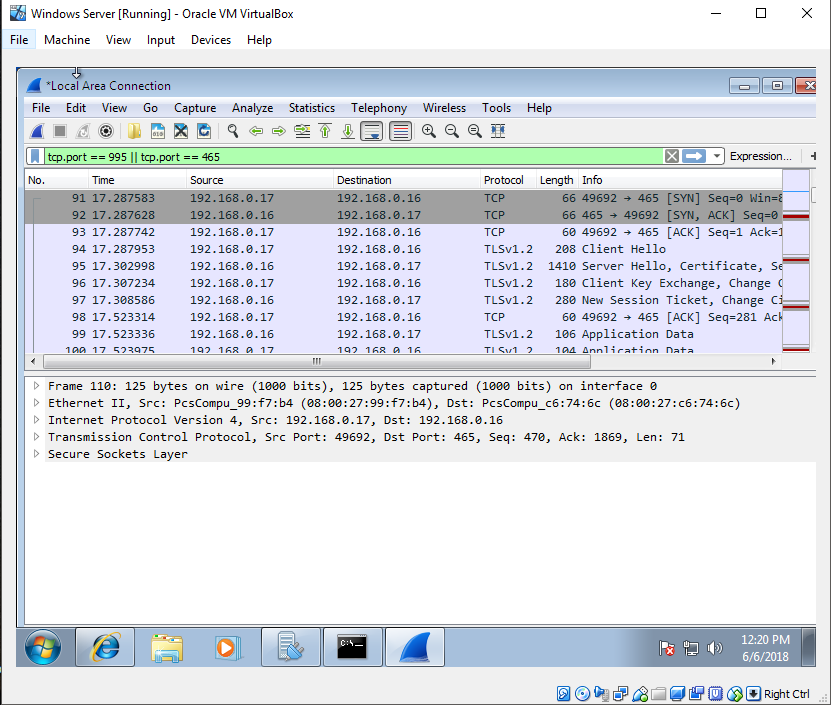 Windows Server [Running] - Oracle VM VirtualBox
File Machine View Input Devices Help
*Local Area Connection
File Edit View Go Capture Analyze Statistics Telephony Wireless Tools Help
tcp.port == 995 || tcp.port == 465
Expression...
No. Time Source Destination Protocol Length Info
91 17.287583 192.168.0.17 192.168.0.16 TCP 66 49692 → 465 [SYN] Seq=0 Win=8
92 17.287628 192.168.0.16 192.168.0.17 TCP 66 465 → 49692 [SYN, ACK] Seq=0
93 17.287742 192.168.0.17 192.168.0.16 TCP 60 49692 → 465 [ACK] Seq=1 Ack=1
94 17.287953 192.168.0.17 192.168.0.16 TLSv1.2 208 Client Hello
95 17.302998 192.168.0.16 192.168.0.17 TLSv1.2 1410 Server Hello, Certificate, Se
96 17.307234 192.168.0.17 192.168.0.16 TLSv1.2 180 Client Key Exchange, Change C
97 17.308586 192.168.0.16 192.168.0.17 TLSv1.2 280 New Session Ticket, Change Ci
98 17.523314 192.168.0.17 192.168.0.16 TCP 60 49692 → 465 [ACK] Seq=281 Ack
99 17.523336 192.168.0.16 192.168.0.17 TLSv1.2 106 Application Data
100 17.523975 192.168.0.17 192.168.0.16 TLSv1.2 104 Application Data
Frame 110: 125 bytes on wire (1000 bits), 125 bytes captured (1000 bits) on interface 0
Ethernet II, Src: PcsCompu_99:f7:b4 (08:00:27:99:f7:b4), Dst: PcsCompu_c6:74:6c (08:00:27:c6:74:6c)
Internet Protocol Version 4, Src: 192.168.0.17, Dst: 192.168.0.16
Transmission Control Protocol, Src Port: 49692, Dst Port: 465, Seq: 470, Ack: 1869, Len: 71
Secure Sockets Layer
C:\_
12:20 PM
6/6/2018
Right Ctrl